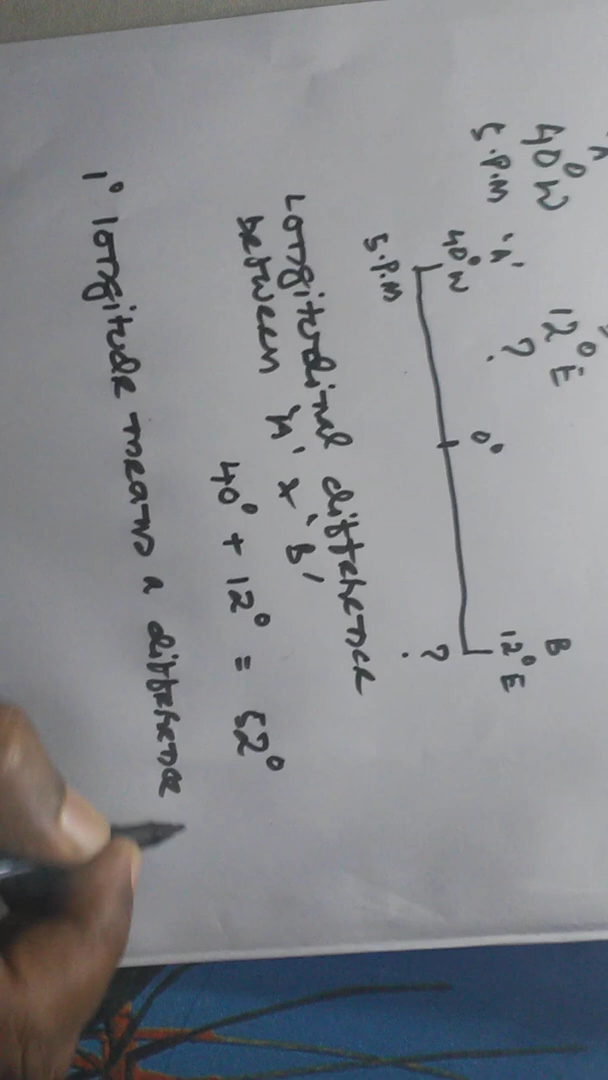 'A'
40° W 12° E
5.P.M ?
'A' B
40° W 0° 12° E
5.P.M ?
Longitudinal difference
between 'A' & 'B'
40° + 12° = 52°
1° longitude means a difference